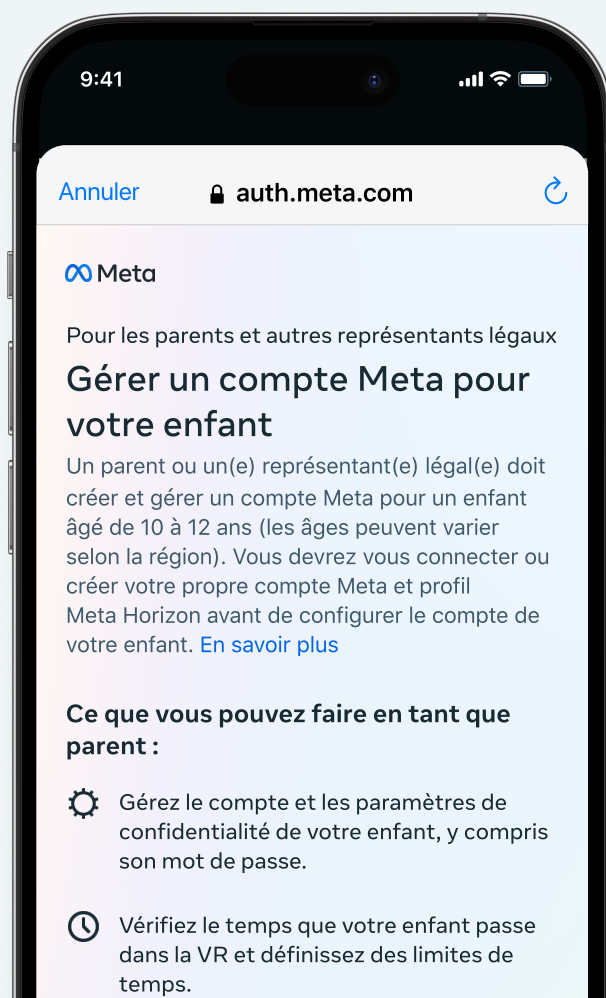 9:41
Annuler
auth.meta.com
Meta
Pour les parents et autres représentants légaux
Gérer un compte Meta pour
votre enfant
Un parent ou un(e) représentant(e) légal(e) doit
créer et gérer un compte Meta pour un enfant
âgé de 10 à 12 ans (les âges peuvent varier
selon la région). Vous devrez vous connecter ou
créer votre propre compte Meta et profil
Meta Horizon avant de configurer le compte de
votre enfant. En savoir plus
Ce que vous pouvez faire en tant que
parent :
Gérez le compte et les paramètres de
confidentialité de votre enfant, y compris
son mot de passe.
Vérifiez le temps que votre enfant passe
dans la VR et définissez des limites de
temps.